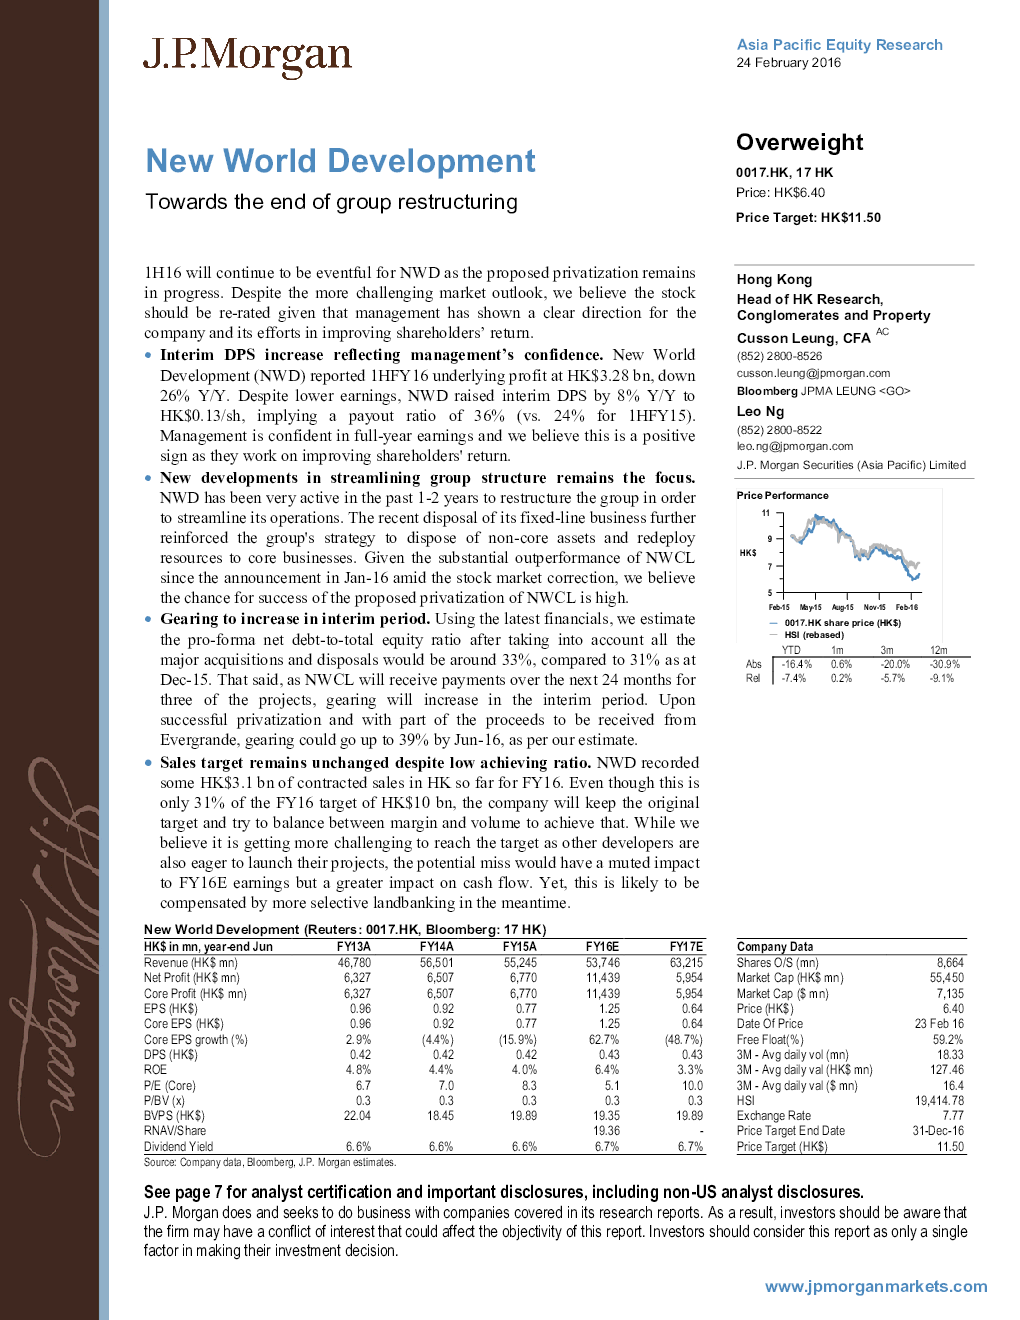 J.P.Morgan
Asia Pacific Equity Research
24 February 2016
New World Development
Towards the end of group restructuring
Overweight
0017.HK, 17 HK
Price: HK$6.40
Price Target: HK$11.50
1H16 will continue to be eventful for NWD as the proposed privatization remains
in progress. Despite the more challenging market outlook, we believe the stock
should be re-rated given that management has shown a clear direction for the
company and its efforts in improving shareholders’ return.
• Interim DPS increase reflecting management’s confidence. New World
Development (NWD) reported 1HFY16 underlying profit at HK$3.28 bn, down
26% Y/Y. Despite lower earnings, NWD raised interim DPS by 8% Y/Y to
HK$0.13/sh, implying a payout ratio of 36% (vs. 24% for 1HFY15).
Management is confident in full-year earnings and we believe this is a positive
sign as they work on improving shareholders' return.
• New developments in streamlining group structure remains the focus.
NWD has been very active in the past 1-2 years to restructure the group in order
to streamline its operations. The recent disposal of its fixed-line business further
reinforced the group's strategy to dispose of non-core assets and redeploy
resources to core businesses. Given the substantial outperformance of NWCL
since the announcement in Jan-16 amid the stock market correction, we believe
the chance for success of the proposed privatization of NWCL is high.
• Gearing to increase in interim period. Using the latest financials, we estimate
the pro-forma net debt-to-total equity ratio after taking into account all the
major acquisitions and disposals would be around 33%, compared to 31% as at
Dec-15. That said, as NWCL will receive payments over the next 24 months for
three of the projects, gearing will increase in the interim period. Upon
successful privatization and with part of the proceeds to be received from
Evergrande, gearing could go up to 39% by Jun-16, as per our estimate.
• Sales target remains unchanged despite low achieving ratio. NWD recorded
some HK$3.1 bn of contracted sales in HK so far for FY16. Even though this is
only 31% of the FY16 target of HK$10 bn, the company will keep the original
target and try to balance between margin and volume to achieve that. While we
believe it is getting more challenging to reach the target as other developers are
also eager to launch their projects, the potential miss would have a muted impact
to FY16E earnings but a greater impact on cash flow. Yet, this is likely to be
compensated by more selective landbanking in the meantime.
Hong Kong
Head of HK Research,
Conglomerates and Property
Cusson Leung, CFA AC
(852) 2800-8526
cusson.leung@jpmorgan.com
Bloomberg JPMA LEUNG <GO>
Leo Ng
(852) 2800-8522
leo.ng@jpmorgan.com
J.P. Morgan Securities (Asia Pacific) Limited
Price Performance
11
9
HK$
7
5
Feb-15 May-15 Aug-15 Nov-15 Feb-16
0017.HK share price (HK$)
HSI (rebased)
YTD 1m 3m 12m
Abs -16.4% 0.6% -20.0% -30.9%
Rel -7.4% 0.2% -5.7% -9.1%
New World Development (Reuters: 0017.HK, Bloomberg: 17 HK)
HK$ in mn, year-end Jun FY13A FY14A FY15A FY16E FY17E
Revenue (HK$ mn) 46,780 56,501 55,245 53,746 63,215
Net Profit (HK$ mn) 6,327 6,507 6,770 11,439 5,954
Core Profit (HK$ mn) 6,327 6,507 6,770 11,439 5,954
EPS (HK$) 0.96 0.92 0.77 1.25 0.64
Core EPS (HK$) 0.96 0.92 0.77 1.25 0.64
Core EPS growth (%) 2.9% (4.4%) (15.9%) 62.7% (48.7%)
DPS (HK$) 0.42 0.42 0.42 0.43 0.43
ROE 4.8% 4.4% 4.0% 6.4% 3.3%
P/E (Core) 6.7 7.0 8.3 5.1 10.0
P/BV (x) 0.3 0.3 0.3 0.3 0.3
BVPS (HK$) 22.04 18.45 19.89 19.35 19.89
RNAV/Share 19.36 -
Dividend Yield 6.6% 6.6% 6.6% 6.7% 6.7%
Source: Company data, Bloomberg, J.P. Morgan estimates.
Company Data
Shares O/S (mn) 8,664
Market Cap (HK$ mn) 55,450
Market Cap ($ mn) 7,135
Price (HK$) 6.40
Date Of Price 23 Feb 16
Free Float(%) 59.2%
3M - Avg daily vol (mn) 18.33
3M - Avg daily val (HK$ mn) 127.46
3M - Avg daily val ($ mn) 16.4
HSI 19,414.78
Exchange Rate 7.77
Price Target End Date 31-Dec-16
Price Target (HK$) 11.50
See page 7 for analyst certification and important disclosures, including non-US analyst disclosures.
J.P. Morgan does and seeks to do business with companies covered in its research reports. As a result, investors should be aware that
the firm may have a conflict of interest that could affect the objectivity of this report. Investors should consider this report as only a single
factor in making their investment decision.
www.jpmorganmarkets.com
J.P. Morgan